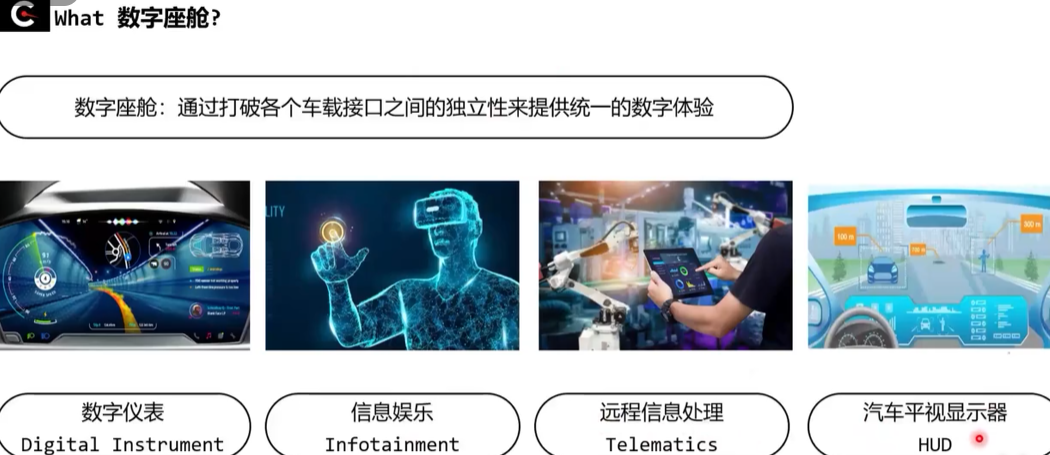 What 数字座舱?
数字座舱：通过打破各个车载接口之间的独立性来提供统一的数字体验
LITY
100 m
300 m
数字仪表
Digital Instrument
信息娱乐
Infotainment
远程信息处理
Telematics
汽车平视显示器
HUD